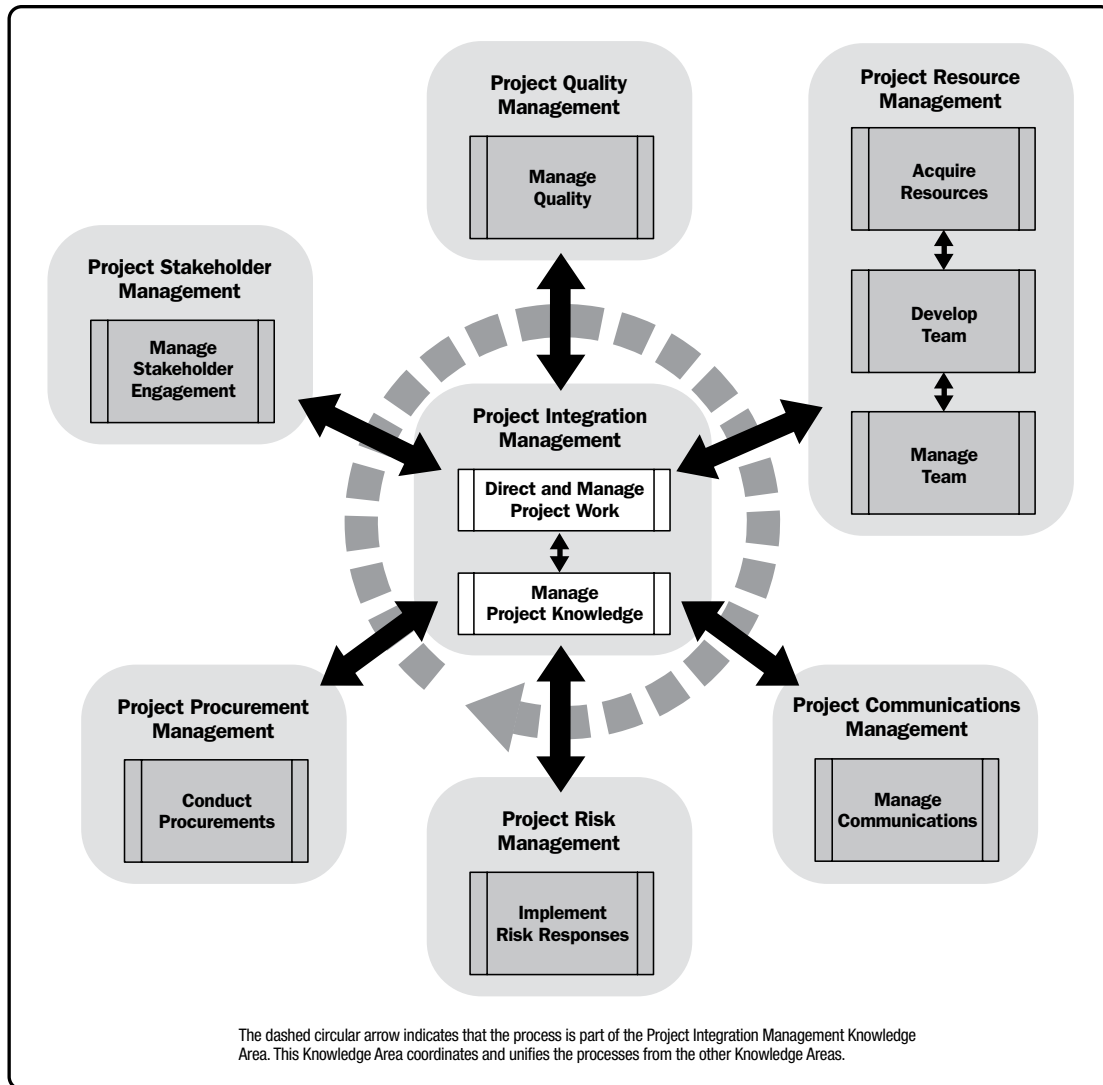 Project Quality
Management
Manage
Quality
Project Resource
Management
Acquire
Resources
Develop
Team
Manage
Team
Project Stakeholder
Management
Manage
Stakeholder
Engagement
Project Integration
Management
Direct and Manage
Project Work
Manage
Project Knowledge
Project Procurement
Management
Conduct
Procurements
Project Risk
Management
Implement
Risk Responses
Project Communications
Management
Manage
Communications
The dashed circular arrow indicates that the process is part of the Project Integration Management Knowledge
Area. This Knowledge Area coordinates and unifies the processes from the other Knowledge Areas.